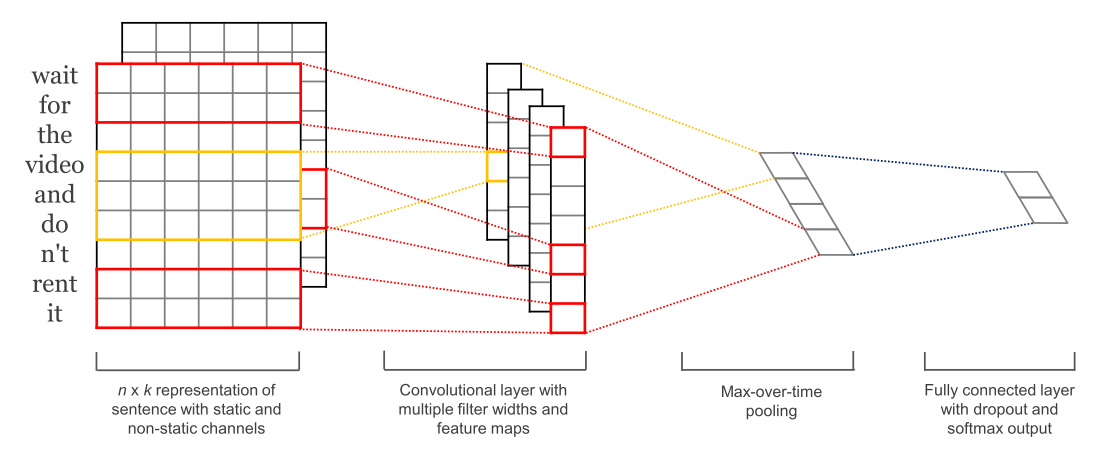 wait
for
the
video
and
do
n't
rent
it
n x k representation of
sentence with static and
non-static channels
Convolutional layer with
multiple filter widths and
feature maps
Max-over-time
pooling
Fully connected layer
with dropout and
softmax output